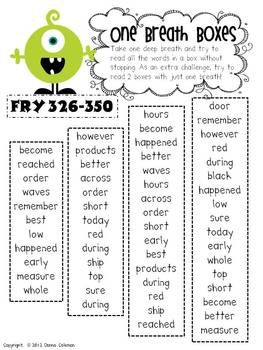 One Breath Boxes
Take one deep breath and try to
read all the words in a box without
stopping. As an extra challenge, try to
read 2 boxes with just one breath!
FRY 326-350
become
reached
order
waves
remember
best
low
happened
early
measure
whole
however
products
better
across
order
short
today
red
during
ship
top
sure
during
hours
become
happened
better
waves
hours
across
order
short
early
best
products
during
red
ship
reached
door
remember
however
red
during
black
happened
low
sure
today
early
whole
top
short
become
better
measure
Copyright © 2012, Donna Coleman